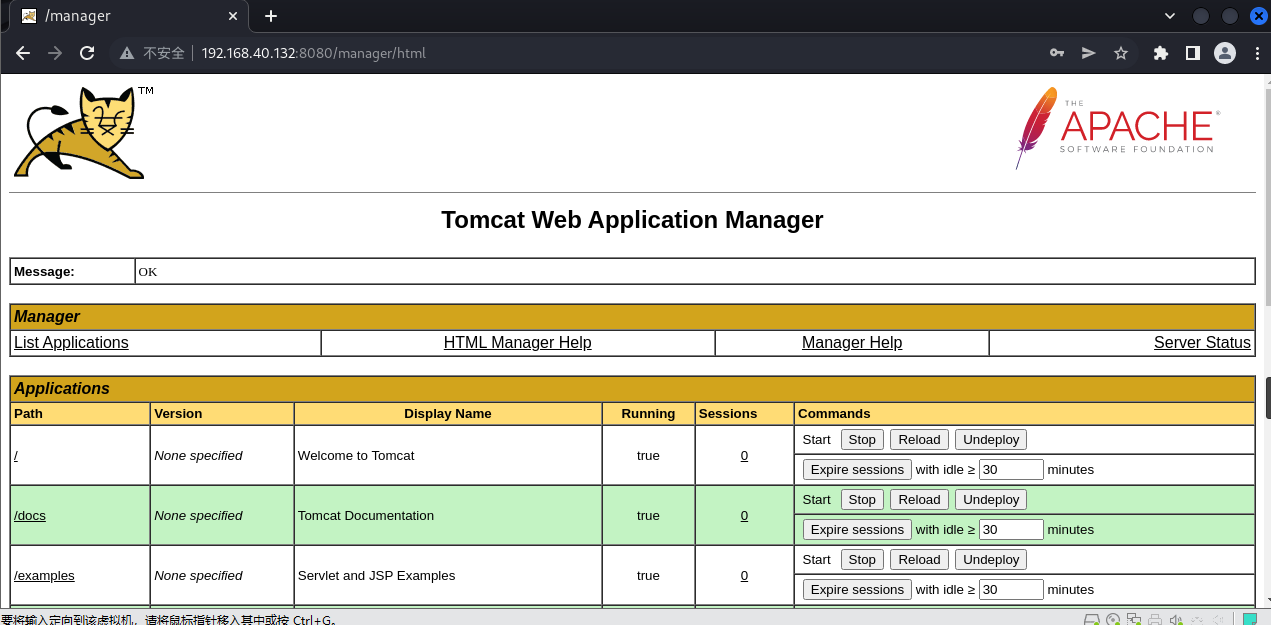 /manager
不安全 192.168.40.132:8080/manager/html
TM
THE
APACHE®
SOFTWARE FOUNDATION
Tomcat Web Application Manager
Message: OK
Manager
List Applications HTML Manager Help Manager Help Server Status
Applications
Path Version Display Name Running Sessions Commands
/ None specified Welcome to Tomcat true 0 Start Stop Reload Undeploy
Expire sessions with idle ≥ 30 minutes
/docs None specified Tomcat Documentation true 0 Start Stop Reload Undeploy
Expire sessions with idle ≥ 30 minutes
/examples None specified Servlet and JSP Examples true 0 Start Stop Reload Undeploy
Expire sessions with idle ≥ 30 minutes
要将输入定向到该虚拟机，请将鼠标指针移入其中或按 Ctrl+G。